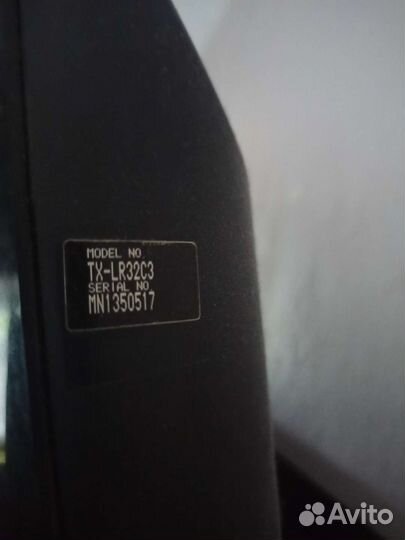 MODEL NO.
TX-LR32C3
SERIAL NO.
MN1350517
Avito